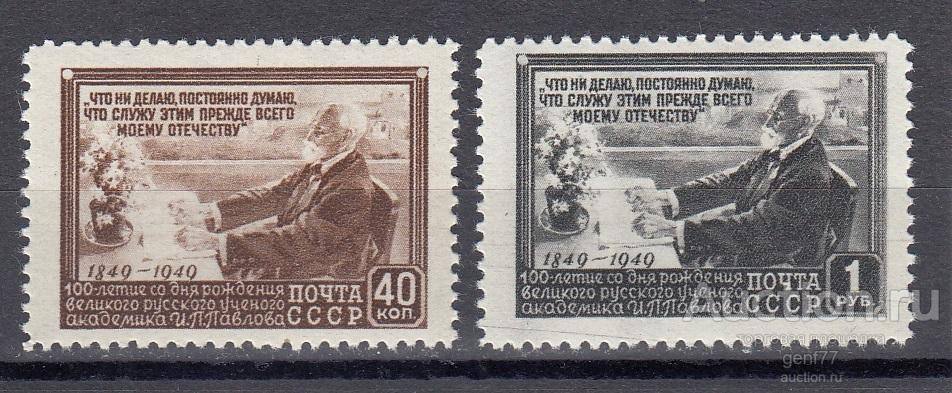 „ЧТО НИ ДЕЛАЮ, ПОСТОЯННО ДУМАЮ,
ЧТО СЛУЖУ ЭТИМ ПРЕЖДЕ ВСЕГО
МОЕМУ ОТЕЧЕСТВУ“
1849-1949
100-летие со дня рождения
великого русского ученого
академика И.П.Павлова
ПОЧТА
СССР
40
КОП.
„ЧТО НИ ДЕЛАЮ, ПОСТОЯННО ДУМАЮ,
ЧТО СЛУЖУ ЭТИМ ПРЕЖДЕ ВСЕГО
МОЕМУ ОТЕЧЕСТВУ“
1849-1949
100-летие со дня рождения
великого русского ученого
академика И.П.Павлова
ПОЧТА
СССР
1
РУБ.
Auction.ru
genf77
auction.ru